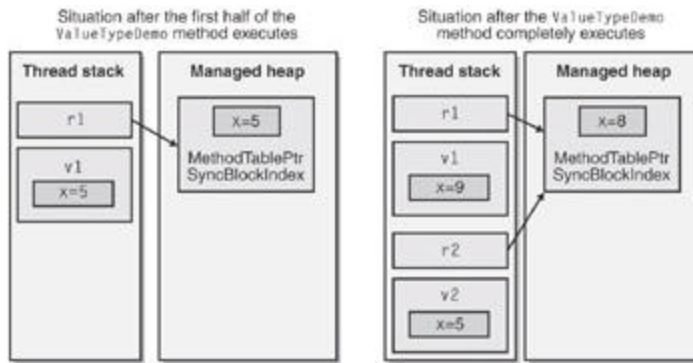 Situation after the first half of the
ValueTypeDemo method executes
Thread stack
Managed heap
r1
x=5
MethodTablePtr
SyncBlockIndex
v1
x=5
Situation after the ValueTypeDemo
method completely executes
Thread stack
Managed heap
r1
x=8
MethodTablePtr
SyncBlockIndex
v1
x=9
r2
v2
x=5